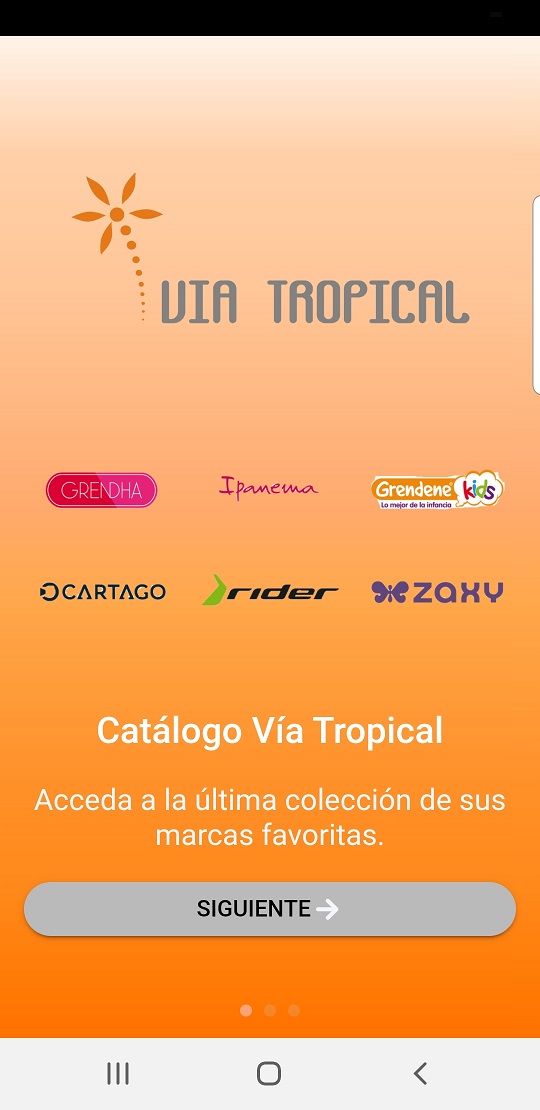 VIA TROPICAL
GRENDHA
Ipanema
Grendene kids
Lo mejor de la infancia
CARTAGO
rider
zaxy
Catálogo Vía Tropical
Acceda a la última colección de sus
marcas favoritas.
SIGUIENTE